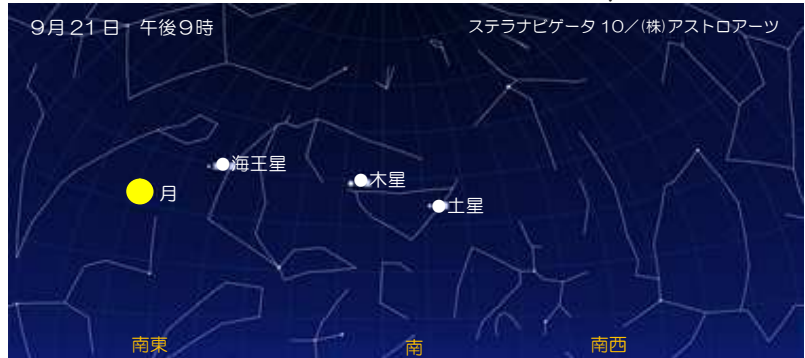 9月21日 午後9時
ステラナビゲータ 10／(株)アストロアーツ
海王星
木星
月
土星
南東
南
南西